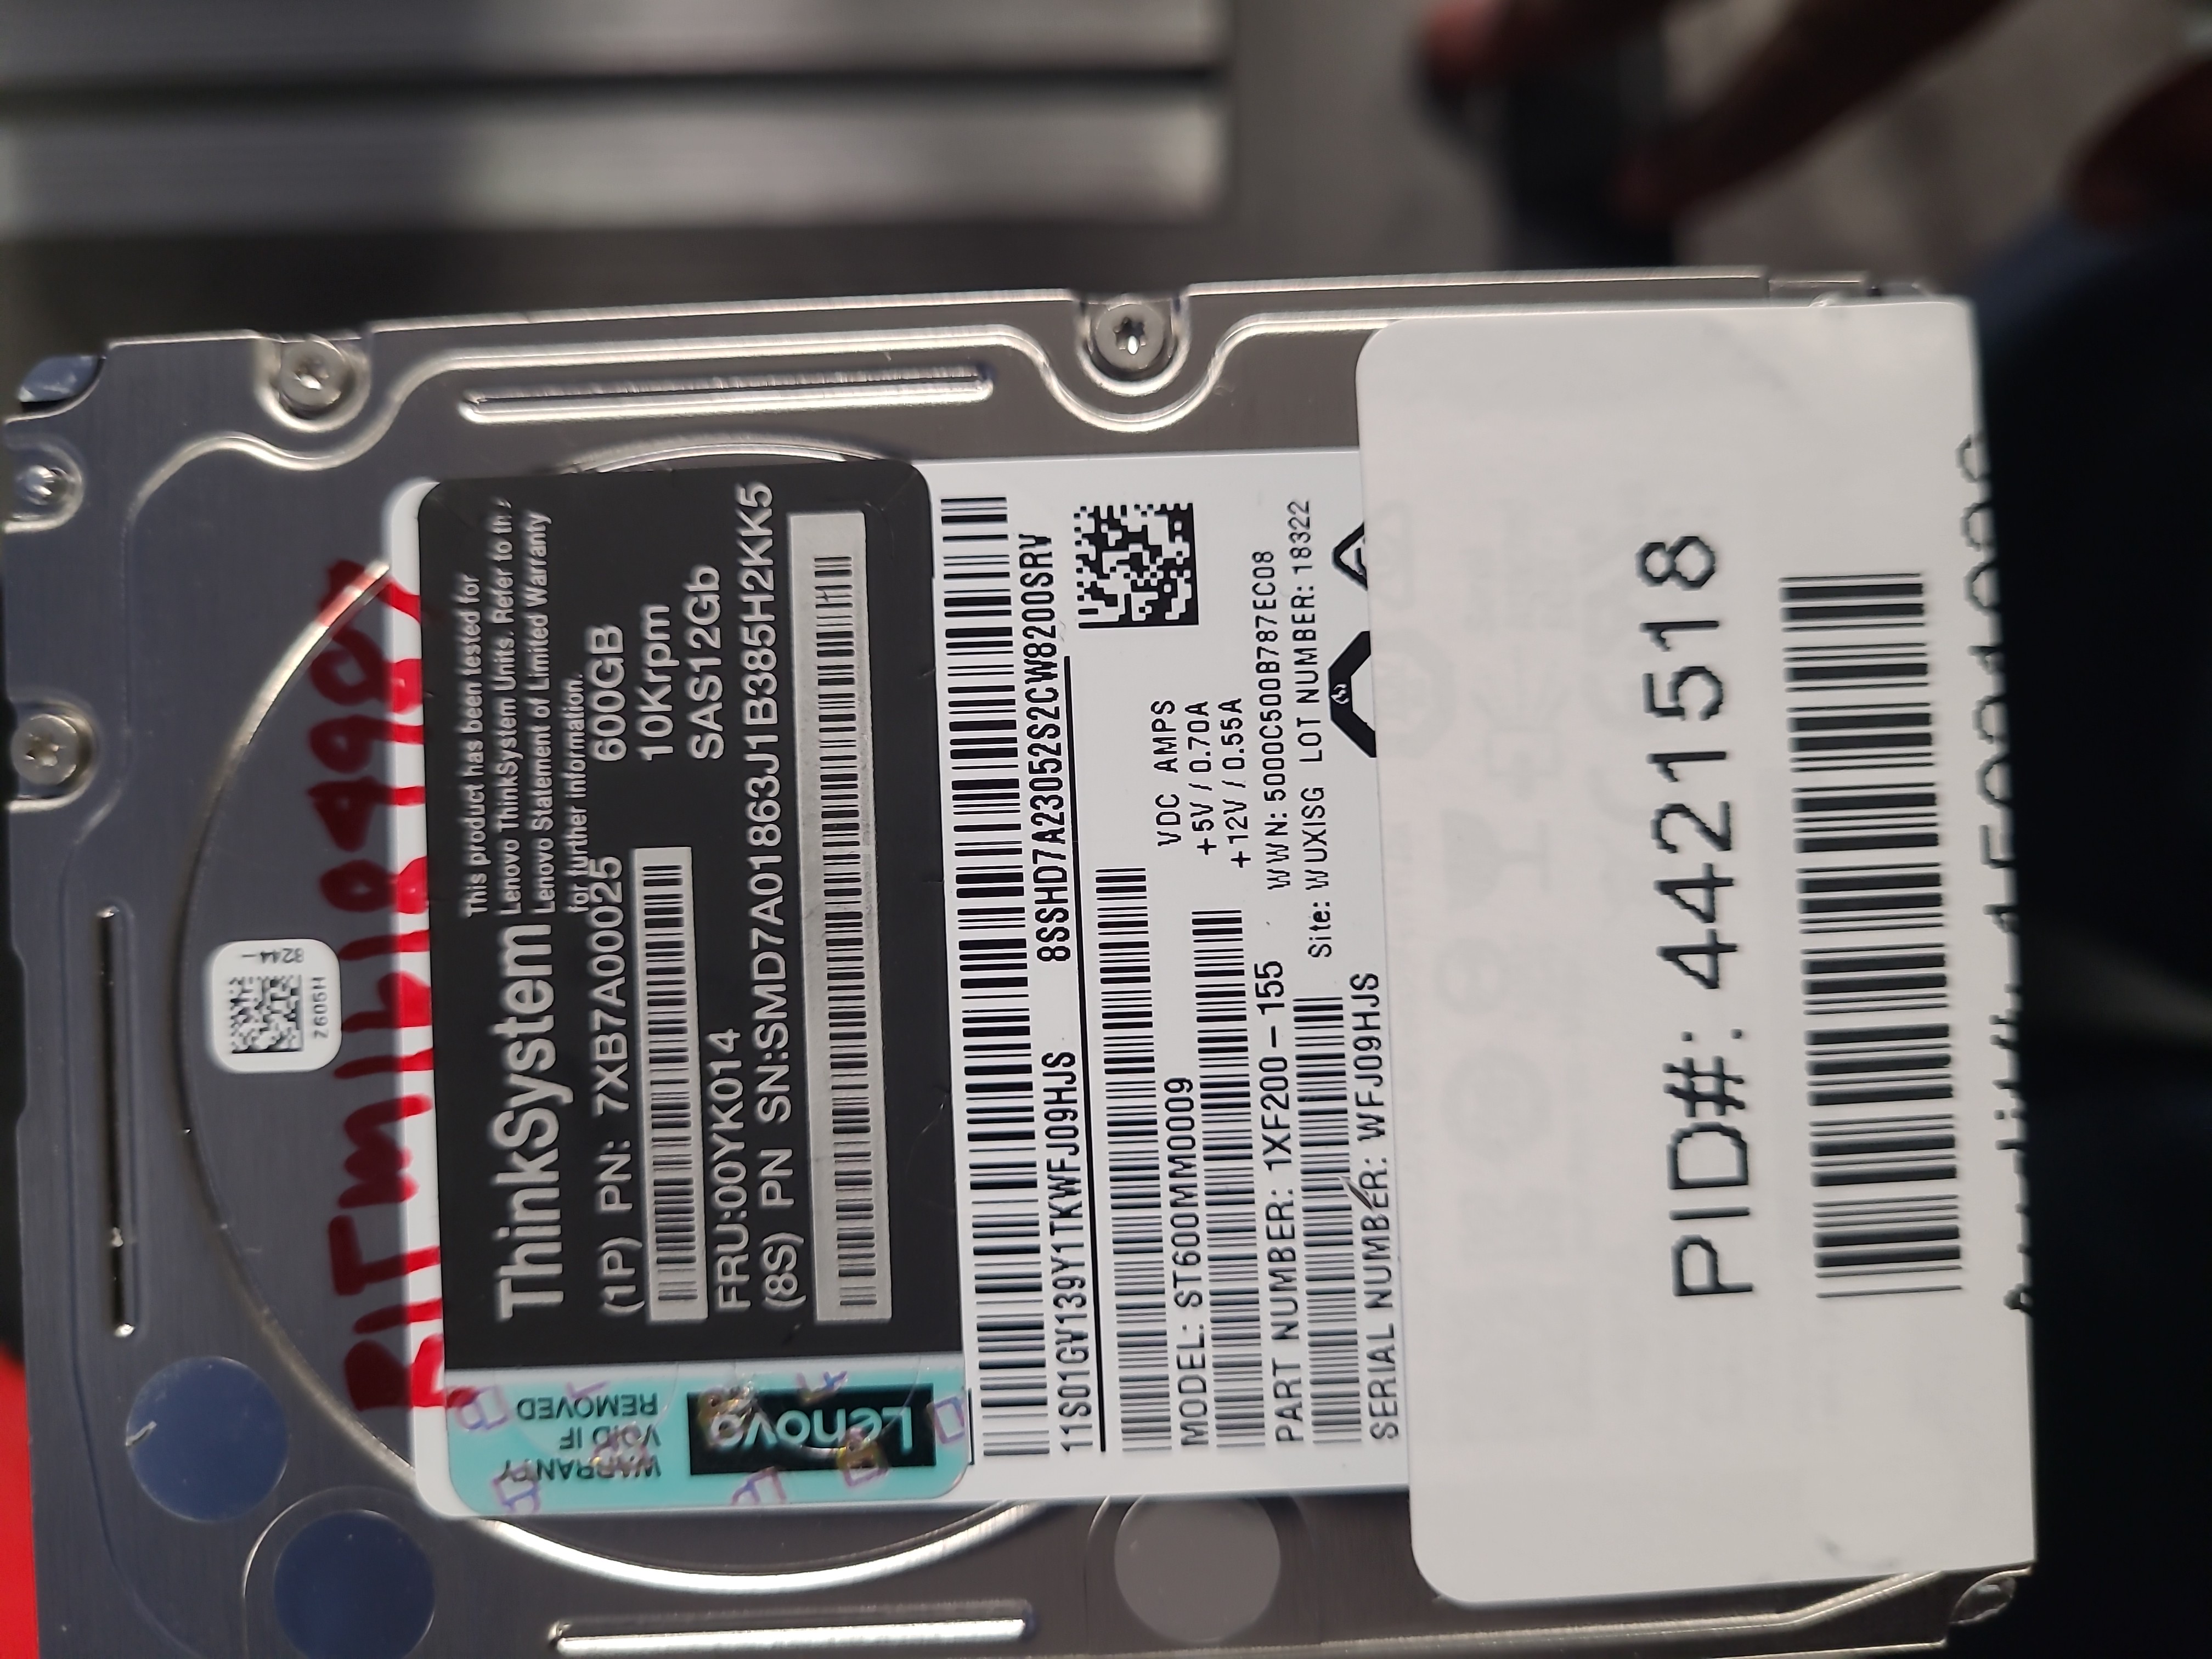 Z605H
8244-
ThinkSystem
This product has been tested for
Lenovo ThinkSystem Units. Refer to
Lenovo Statement of Limited Warranty
for further information.
WARRANTY
VOID IF
REMOVED
Lenovo
(1P) PN: 7XB7A00025
600GB
10Krpm
SAS12Gb
FRU:00YK014
(8S) PN SN:SMD7A01863J1B385H2KK5
11S01GV139Y1TKWFJ09HJS 8SSHD7A23052S2CW8200SRV
MODEL: ST600MM0009
VDC AMPS
+5V / 0.70A
+12V / 0.55A
PART NUMBER: 1XF200-155
WWN: 5000C500B787EC08
Site: WUXISG LOT NUMBER: 18322
SERIAL NUMBER: WFJ09HJS
PID#: 4421518